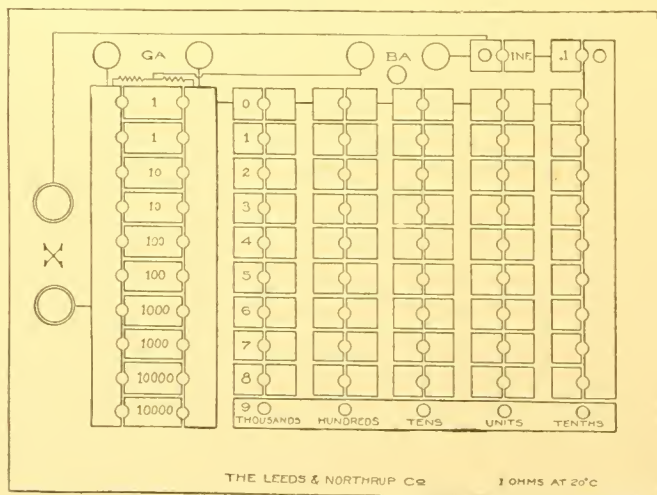 GA BA INF. .1
1 0
1 1
10 2
10 3
100 4
100 5
1000 6
1000 7
10000 8
10000 9
THOUSANDS HUNDREDS TENS UNITS TENTHS
THE LEEDS & NORTHRUP Co
1 OHMS AT 20°C